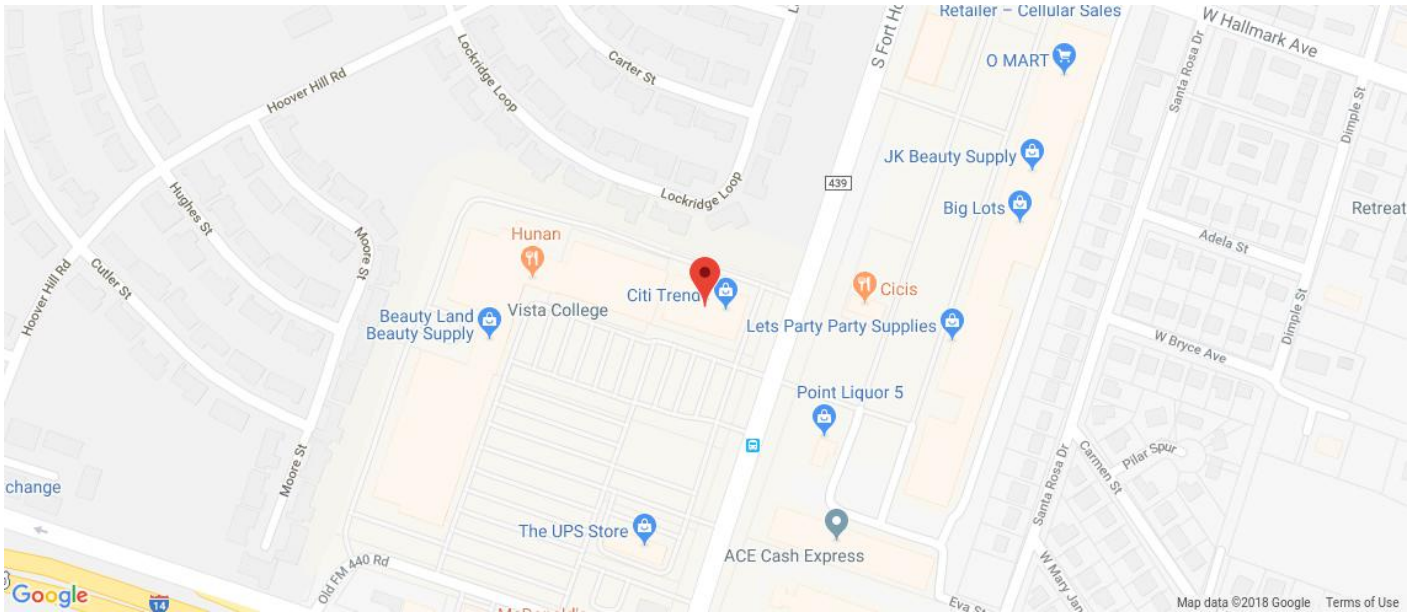 Retailer – Cellular Sales
W Hallmark Ave
S Fort Ho
O MART
Santa Rosa Dr
Dimple St
Hoover Hill Rd
Lockridge Loop
Carter St
JK Beauty Supply
439
Lockridge Loop
Big Lots
Retreat
Hughes St
Moore St
Adela St
Hunan
Hoover Hill Rd
Cutler St
Citi Trend
Cicis
Vista College
Beauty Land
Beauty Supply
Lets Party Party Supplies
Dimple St
W Bryce Ave
Point Liquor 5
Moore St
Carmen St
Pilar Spur
Santa Rosa Dr
change
The UPS Store
ACE Cash Express
Old FM 440 Rd
W Mary Jan
Google
14
McDonald's
Eva St
Map data ©2018 Google
Terms of Use